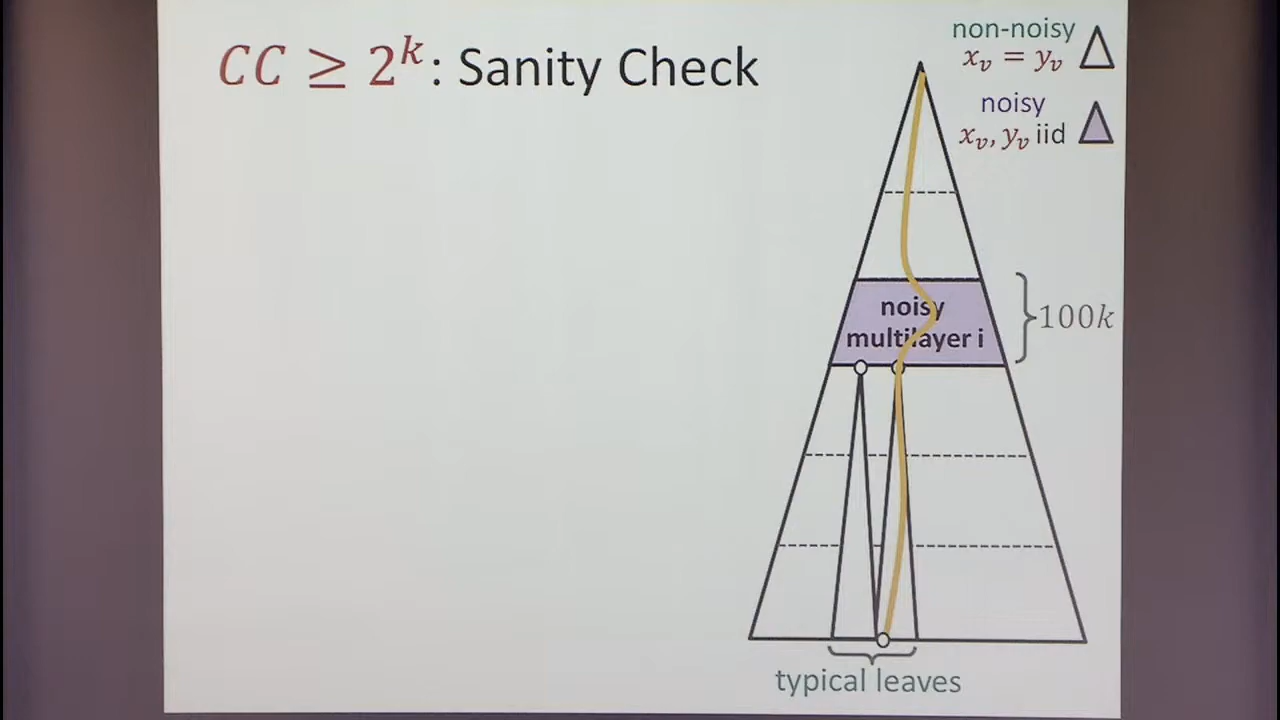 CC ≥ 2^k: Sanity Check
non-noisy
x_v = y_v
noisy
x_v, y_v iid
noisy
multilayer i
100k
typical leaves